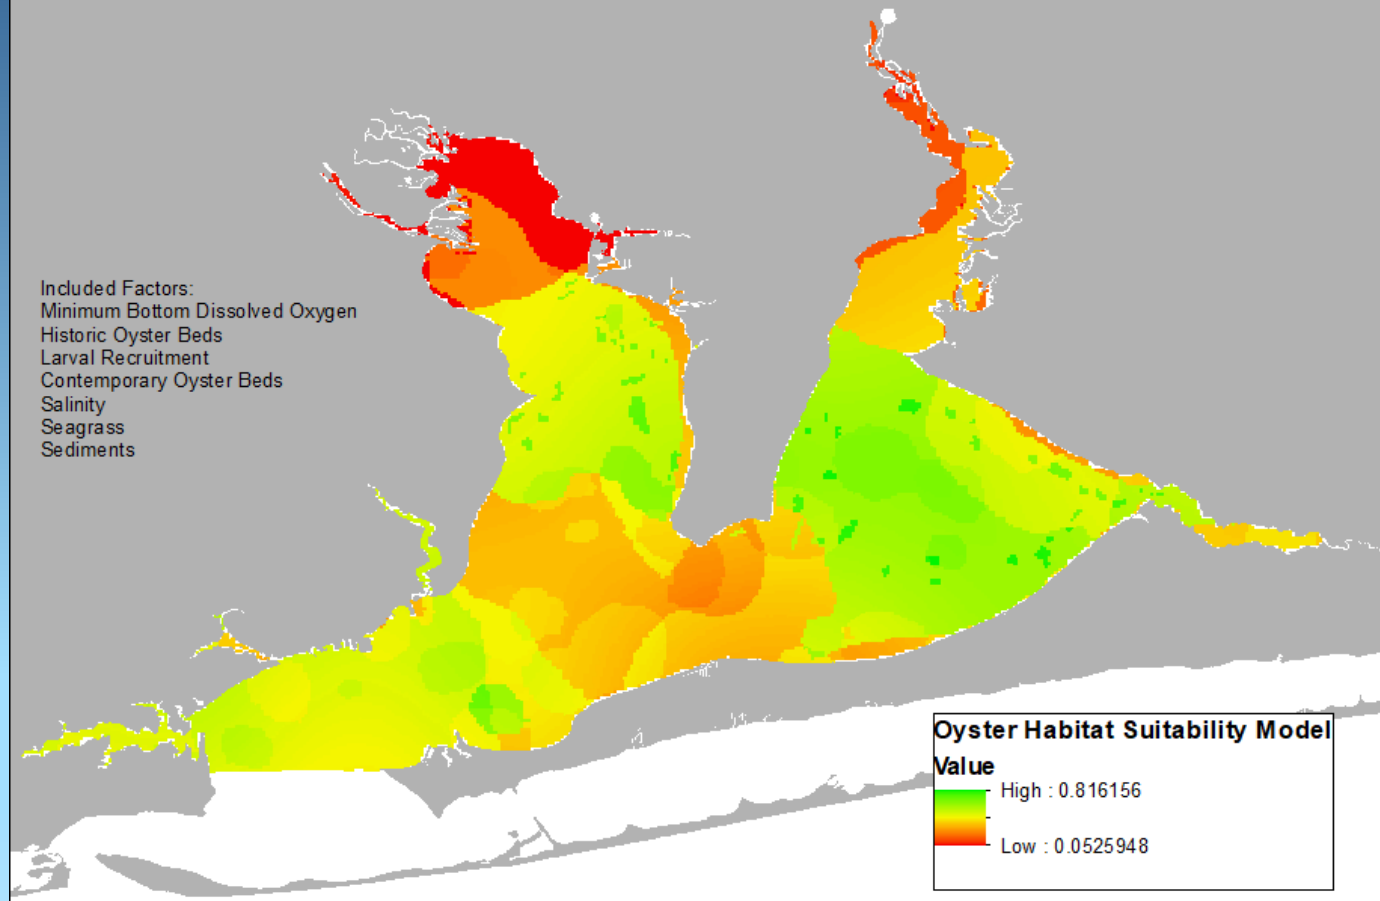 Included Factors:
Minimum Bottom Dissolved Oxygen
Historic Oyster Beds
Larval Recruitment
Contemporary Oyster Beds
Salinity
Seagrass
Sediments
Oyster Habitat Suitability Model
Value
High : 0.816156
Low : 0.0525948